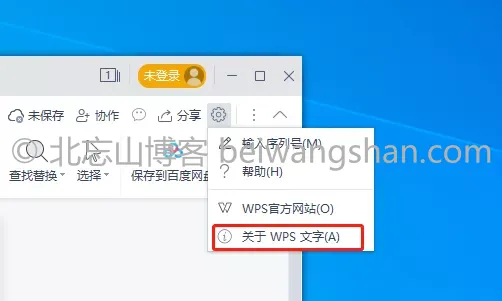 1
未登录
未保存 协作 分享
© 北忘山博客 beiwangshan.com
输入序列号(M)
帮助(H)
查找替换 选择 保存到百度网盘
WPS官方网站(O)
关于 WPS 文字(A)